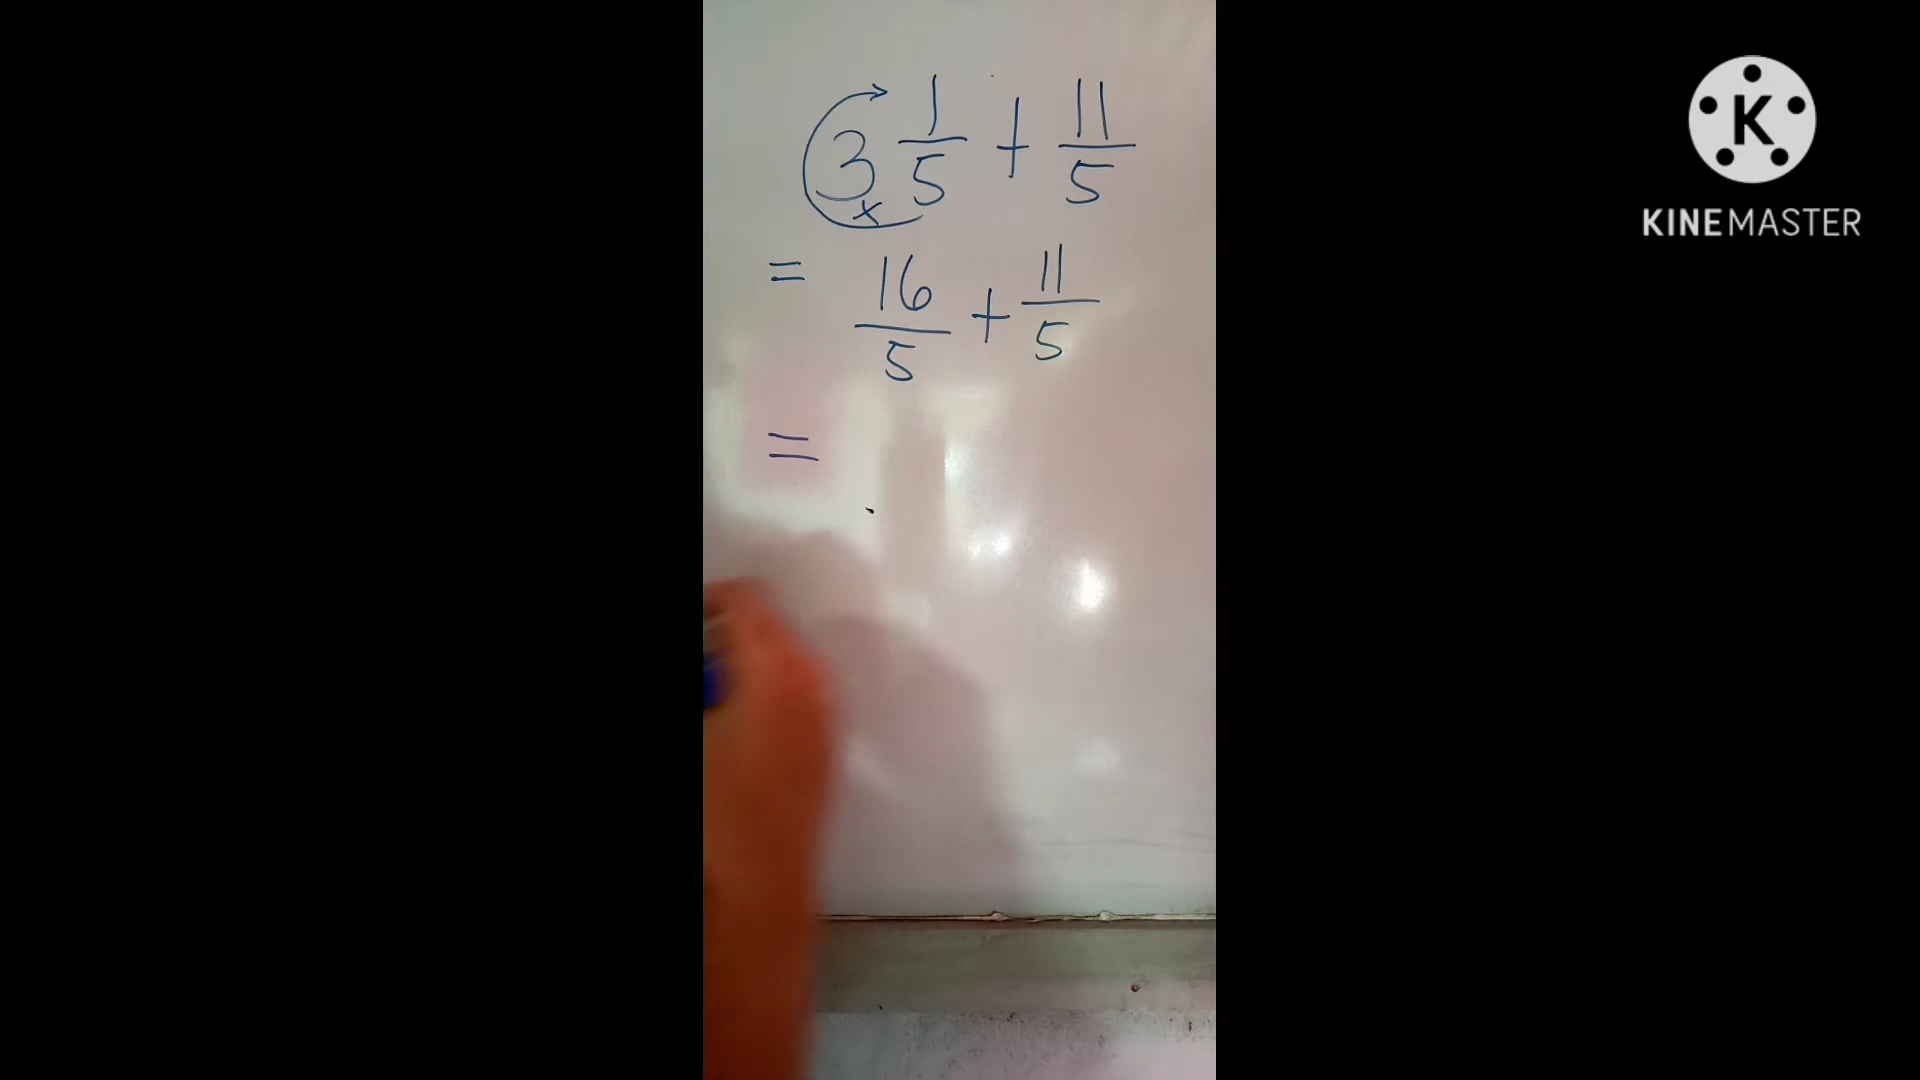 3 1/5 + 11/5
= 16/5 + 11/5
=
K
KINEMASTER